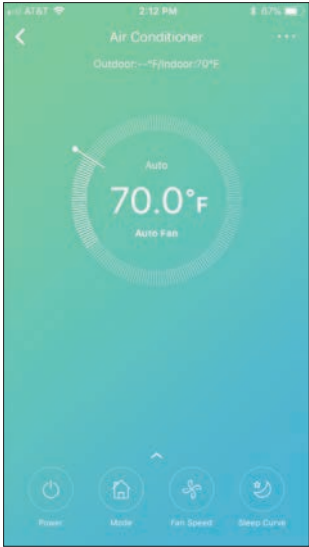 AT&T 2:12 PM 87%
Air Conditioner
Outdoor:--°F/Indoor:70°F
Auto
70.0°F
Auto Fan
Power Mode Fan Speed Sleep Curve